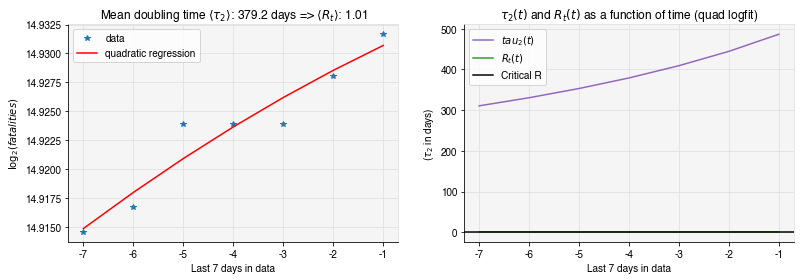 Mean doubling time ⟨τ₂⟩: 379.2 days => ⟨Rₜ⟩: 1.01
log₂(fatalities)
14.9325
14.9300
14.9275
14.9250
14.9225
14.9200
14.9175
14.9150
data
quadratic regression
-7 -6 -5 -4 -3 -2 -1
Last 7 days in data
τ₂(t) and Rₜ(t) as a function of time (quad logfit)
(τ₂ in days)
500
400
300
200
100
0
tau₂(t)
Rₜ(t)
Critical R
-7 -6 -5 -4 -3 -2 -1
Last 7 days in data